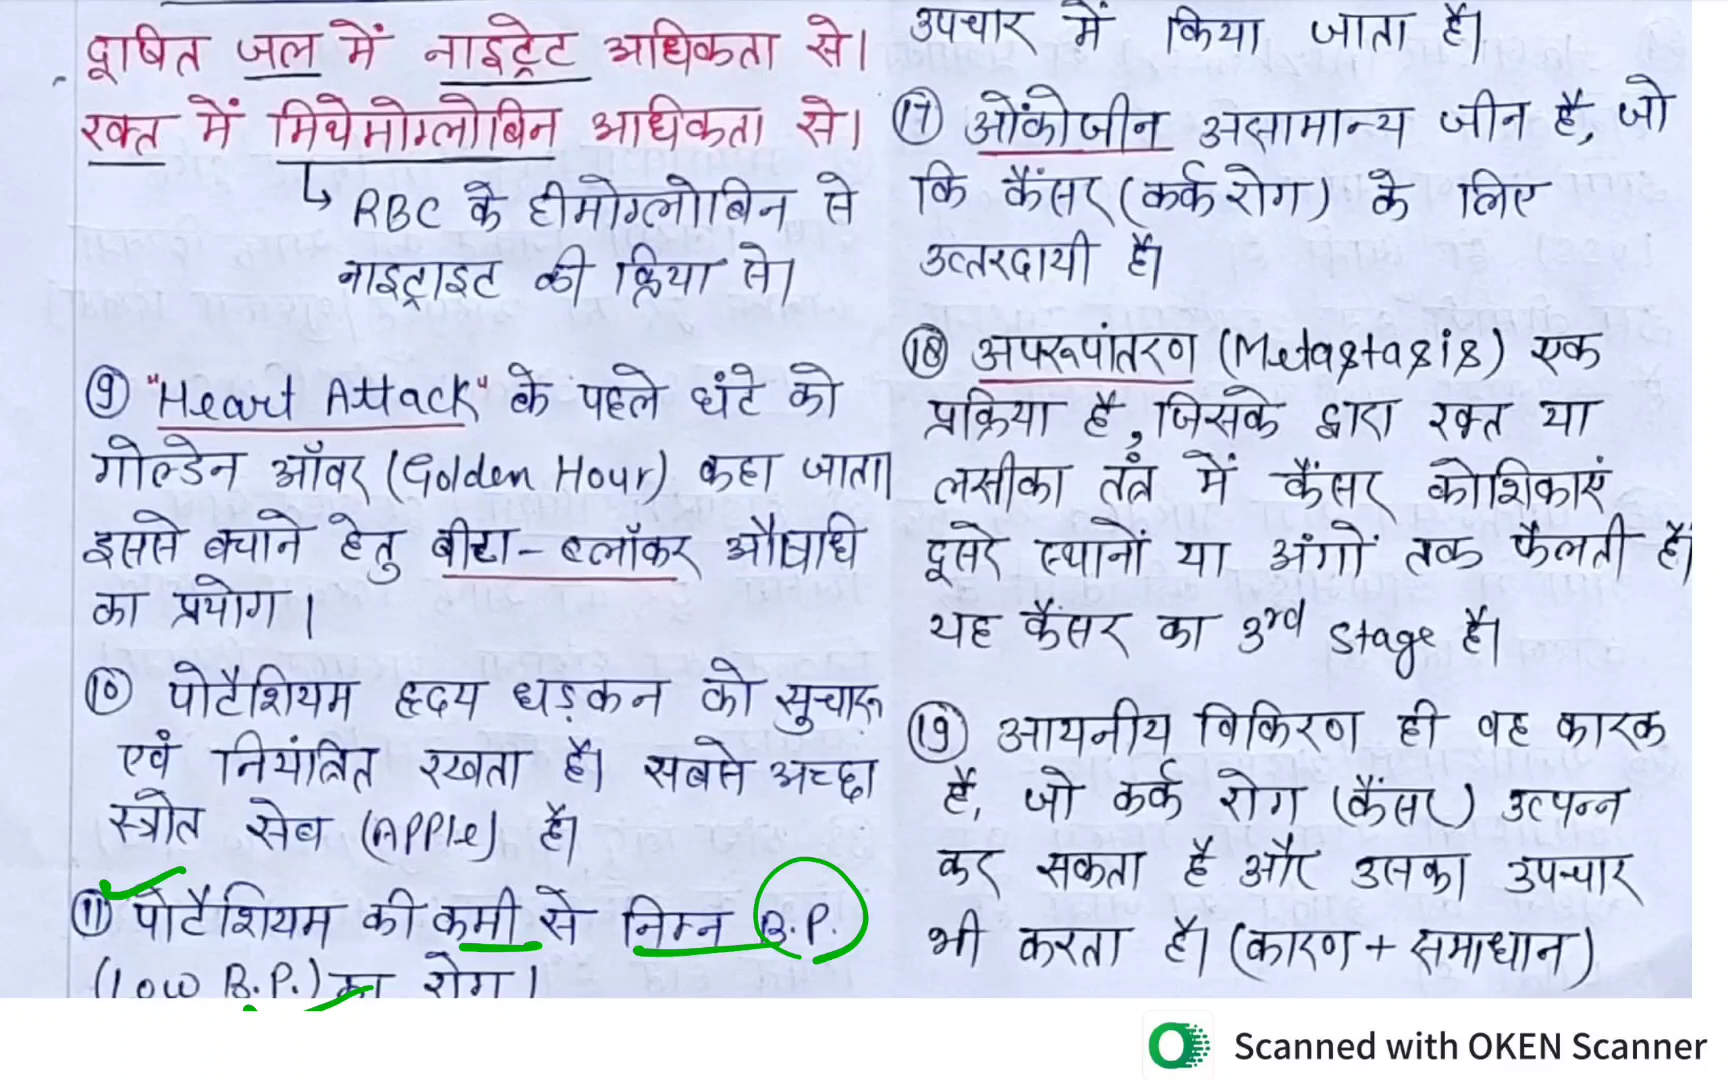 दूषित जल में नाइट्रेट अधिकता से।
रक्त में मिथेमोग्लोबिन अधिकता से।
↳ RBC के हीमोग्लोबिन से
नाइट्राइट की क्रिया से।
⑨ "Heart Attack" के पहले घंटे को
गोल्डेन ऑवर (Golden Hour) कहा जाता
इससे बचाने हेतु बीटा-ब्लॉकर औषधि
का प्रयोग।
⑩ पोटैशियम हृदय धड़कन को सुचारू
एवं नियंत्रित रखता है। सबसे अच्छा
स्त्रोत सेब (Apple) है।
⑪ पोटैशियम की कमी से निम्न B.P.
(Low B.P.) का रोग।
उपचार में किया जाता है।
⑰ ओंकोजीन असामान्य जीन है, जो
कि कैंसर (कर्क रोग) के लिए
उत्तरदायी है।
⑱ अपरूपांतरण (Metastasis) एक
प्रक्रिया है, जिसके द्वारा रक्त या
लसीका तंत्र में कैंसर कोशिकाएं
दूसरे स्थानों या अंगों तक फैलती हैं।
यह कैंसर का 3rd Stage है।
⑲ आयनीय विकिरण ही वह कारक
है, जो कर्क रोग (कैंसर) उत्पन्न
कर सकता है और उसका उपचार
भी करता है। (कारण + समाधान)
Scanned with OKEN Scanner